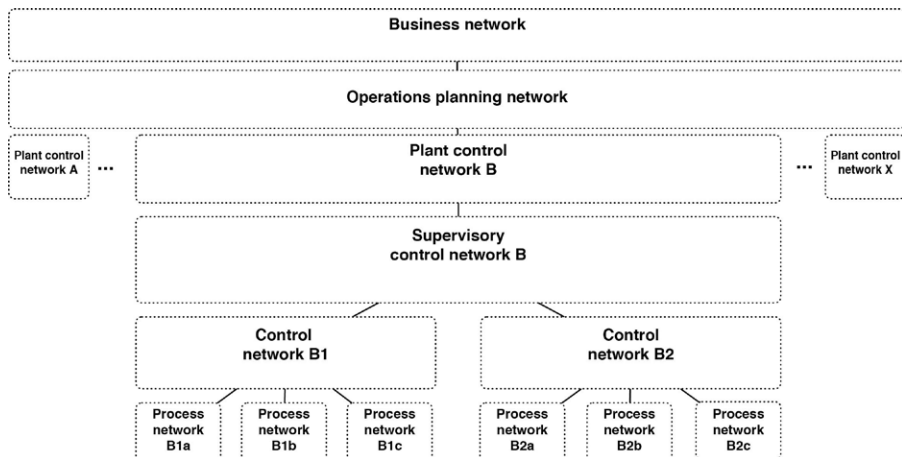 Business network
Operations planning network
Plant control
network A
...
Plant control
network B
...
Plant control
network X
Supervisory
control network B
Control
network B1
Control
network B2
Process
network
B1a
Process
network
B1b
Process
network
B1c
Process
network
B2a
Process
network
B2b
Process
network
B2c